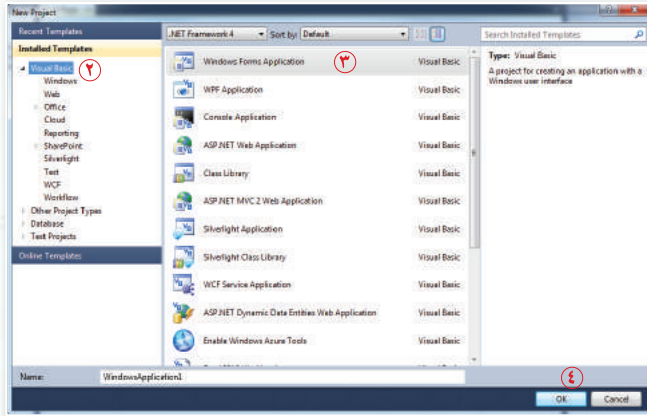 New Project
Recent Templates
.NET Framework 4
Sort by: Default
Search Installed Templates
Installed Templates
Visual Basic
٢
Windows
Web
Office
Cloud
Reporting
SharePoint
Silverlight
Test
WCF
Workflow
Other Project Types
Database
Test Projects
Online Templates
Windows Forms Application
٣
Visual Basic
WPF Application
Visual Basic
Console Application
Visual Basic
ASP.NET Web Application
Visual Basic
Class Library
Visual Basic
ASP.NET MVC 2 Web Application
Visual Basic
Silverlight Application
Visual Basic
Silverlight Class Library
Visual Basic
WCF Service Application
Visual Basic
ASP.NET Dynamic Data Entities Web Application
Visual Basic
Enable Windows Azure Tools
Visual Basic
Type: Visual Basic
A project for creating an application with a
Windows user interface
Name:
WindowsApplication1
٤
OK
Cancel